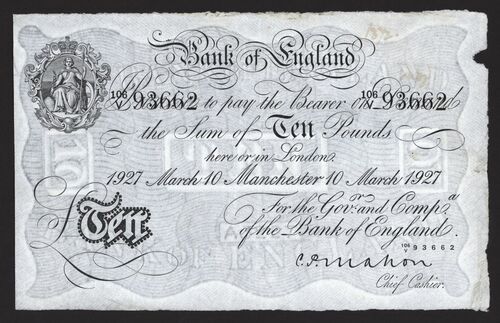 Bank of England
106/V 93662 to pay the Bearer on 106/V 93662
the Sum of Ten Pounds
here or in London.
1927 March 10 Manchester 10 March 1927
For the Govr. and Compa.
of the Bank of England.
£Ten
106/V 93662
C.P. Mahon
Chief Cashier.